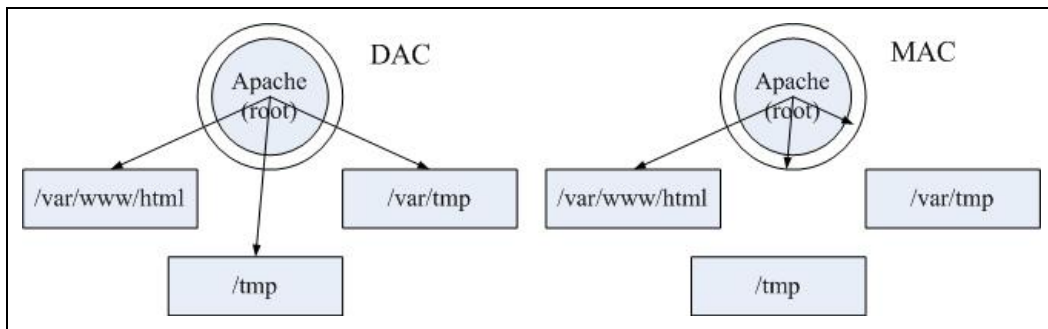 DAC
Apache
(root)
/var/www/html
/var/tmp
/tmp
MAC
Apache
(root)
/var/www/html
/var/tmp
/tmp